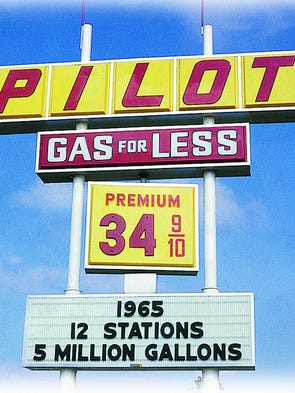 PILOT
GAS FOR LESS
PREMIUM
34 9/10
1965
12 STATIONS
5 MILLION GALLONS